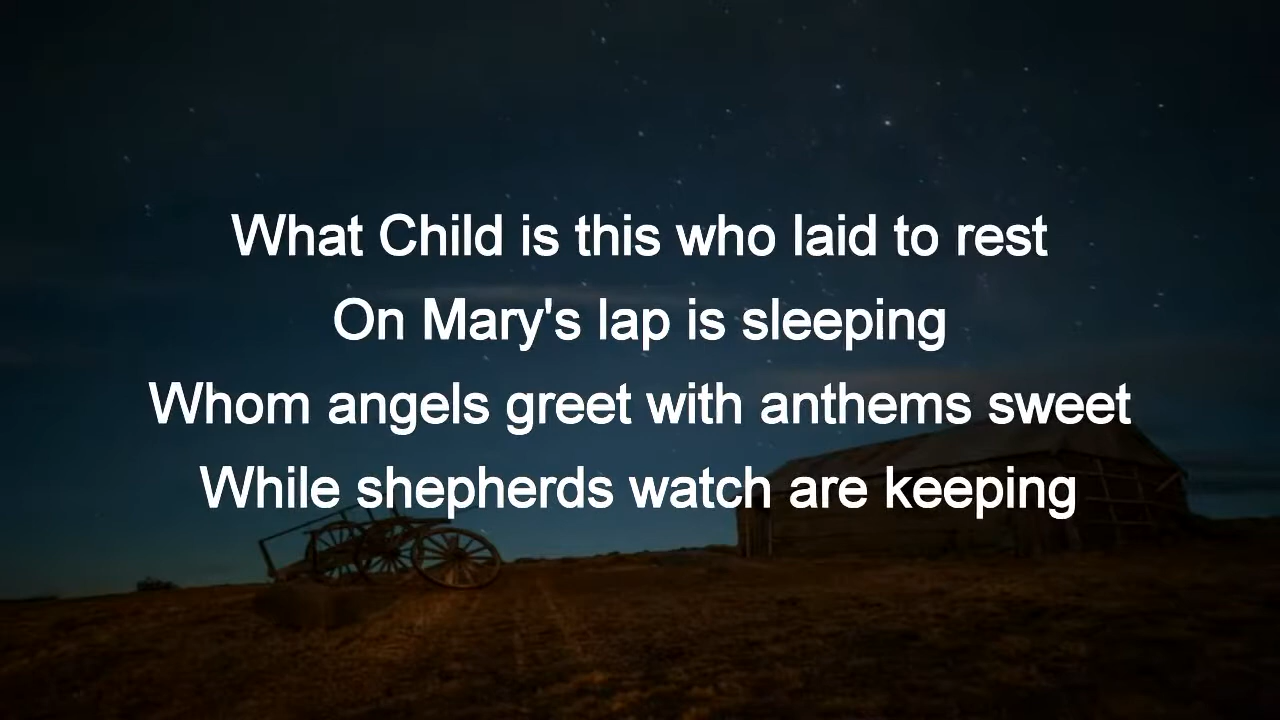 What Child is this who laid to rest
On Mary's lap is sleeping
Whom angels greet with anthems sweet
While shepherds watch are keeping